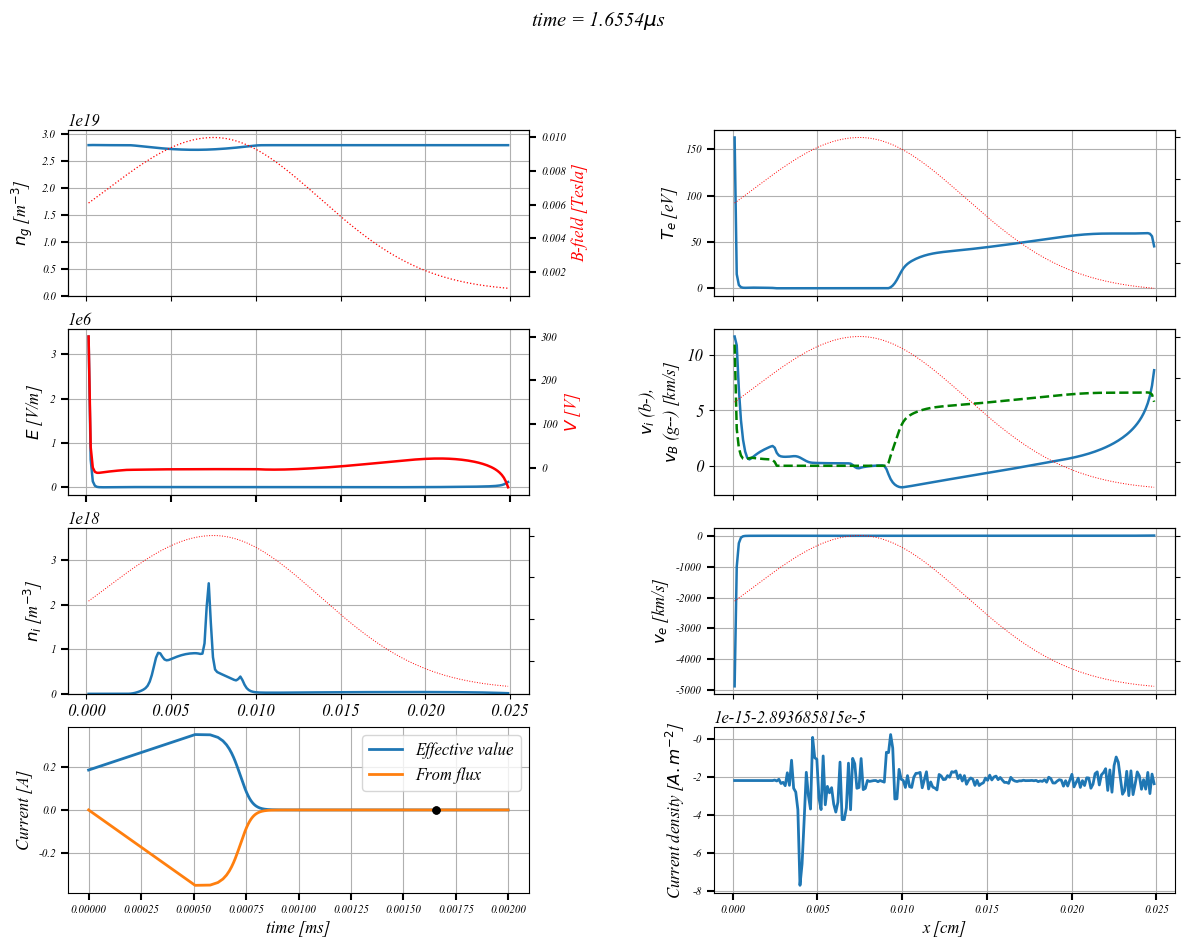 time = 1.6554μs
1e19
3.0
2.5
2.0
1.5
1.0
0.5
0.0
n_g [m⁻³]
0.010
0.008
0.006
0.004
0.002
B-field [Tesla]
150
100
50
0
T_e [eV]
1e6
3
2
1
0
E [V/m]
300
200
100
0
V [V]
10
5
0
v_i (b-),
v_B (g--) [km/s]
1e18
3
2
1
0
n_i [m⁻³]
0.000 0.005 0.010 0.015 0.020 0.025
0
-1000
-2000
-3000
-4000
-5000
v_e [km/s]
0.2
0.0
-0.2
Current [A]
Effective value
From flux
0.00000 0.00025 0.00050 0.00075 0.00100 0.00125 0.00150 0.00175 0.00200
time [ms]
1e-15-2.893685815e-5
-0
-2
-4
-6
-8
Current density [A.m⁻²]
0.000 0.005 0.010 0.015 0.020 0.025
x [cm]